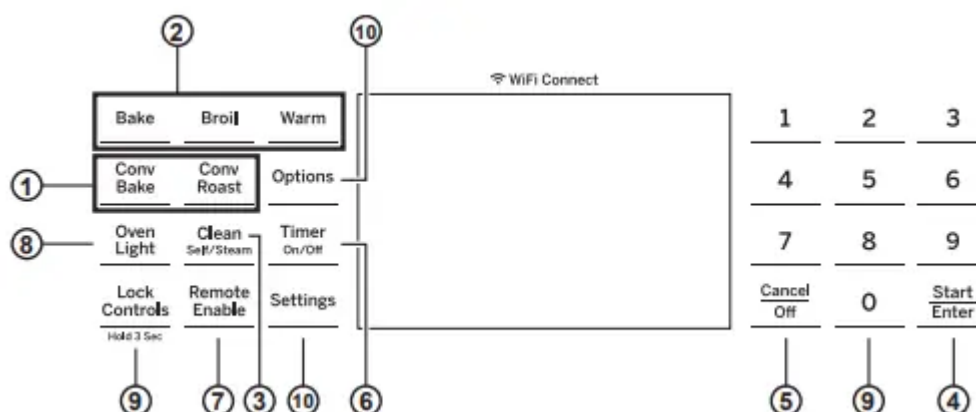 2 10
WiFi Connect
Bake Broil Warm 1 2 3
1 Conv Bake Conv Roast Options 4 5 6
8 Oven Light Clean Self/Steam Timer On/Off 7 8 9
Lock Controls Hold 3 Sec Remote Enable Settings Cancel Off 0 Start Enter
9 7 3 10 6 5 9 4